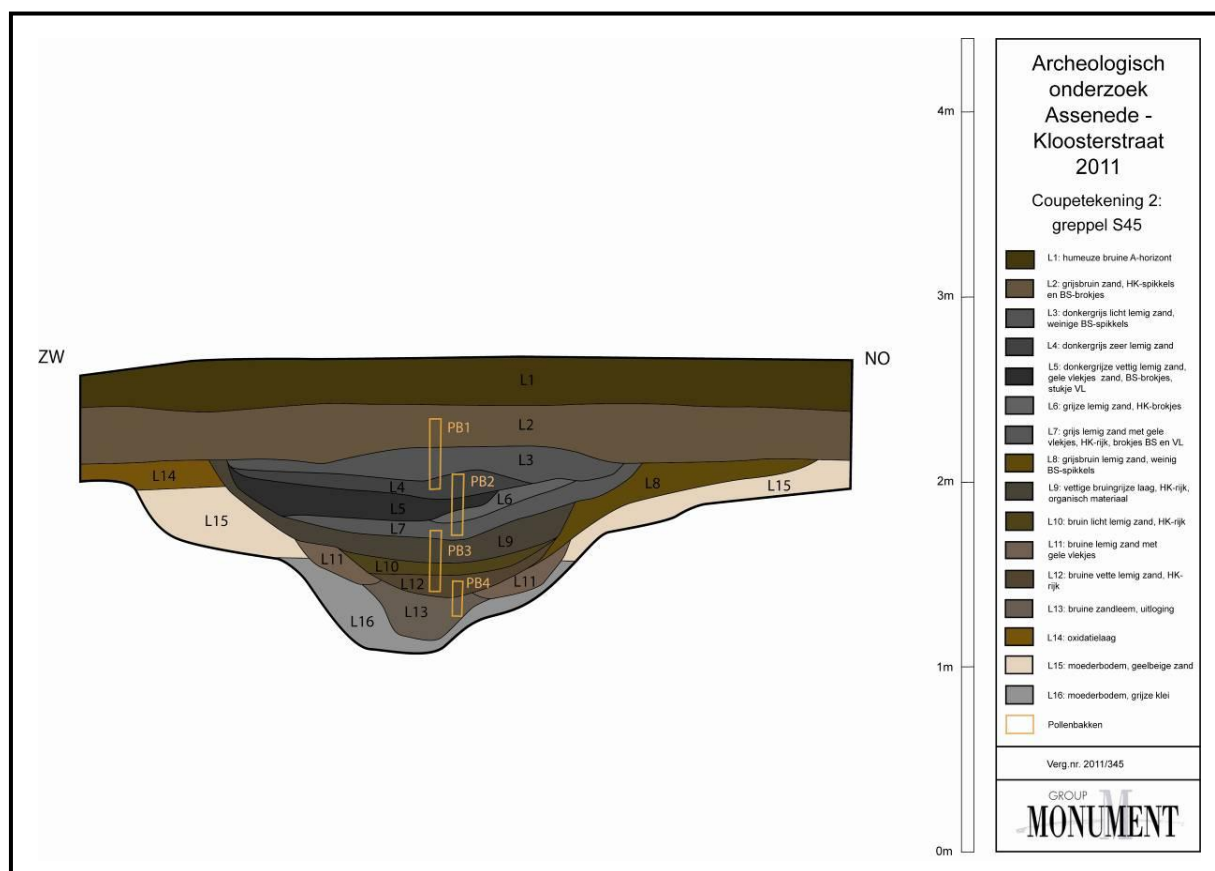 ZW
NO
L1
L2
PB1
L3
L4
PB2
L6
L5
L7
L8
L9
L14
L15
L15
PB3
L10
L11
L12
PB4
L11
L13
L16
4m
3m
2m
1m
0m
Archeologisch
onderzoek
Assenede -
Kloosterstraat
2011
Coupetekening 2:
greppel S45
L1: humeuze bruine A-horizont
L2: grijsbruin zand, HK-spikkels
en BS-brokjes
L3: donkergrijs licht lemig zand,
weinige BS-spikkels
L4: donkergrijs zeer lemig zand
L5: donkergrijze vettig lemig zand,
gele vlekjes zand, BS-brokjes,
stukje VL
L6: grijze lemig zand, HK-brokjes
L7: grijs lemig zand met gele
vlekjes, HK-rijk, brokjes BS en VL
L8: grijsbruin lemig zand, weinig
BS-spikkels
L9: vettige bruingrijze laag, HK-rijk,
organisch materiaal
L10: bruin licht lemig zand, HK-rijk
L11: bruine lemig zand met
gele vlekjes
L12: bruine vette lemig zand, HK-
rijk
L13: bruine zandleem, uitloging
L14: oxidatielaag
L15: moederbodem, geelbeige zand
L16: moederbodem, grijze klei
Pollenbakken
Verg.nr. 2011/345
GROUP
M
MONUMENT